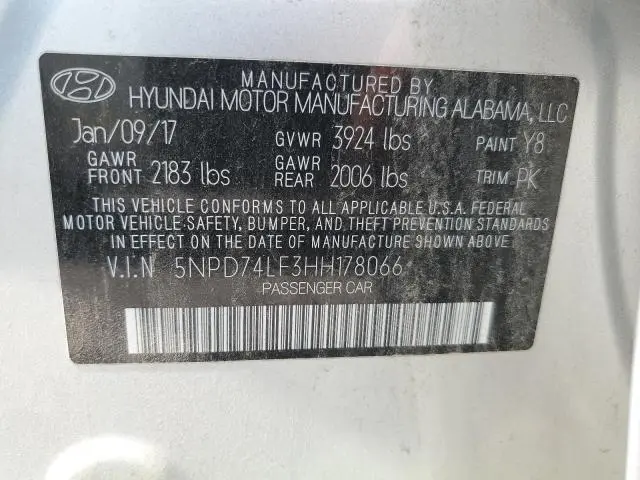 MANUFACTURED BY
HYUNDAI MOTOR MANUFACTURING ALABAMA, LLC
Jan/09/17 GVWR 3924 lbs PAINT Y8
GAWR FRONT 2183 lbs GAWR REAR 2006 lbs TRIM PK
THIS VEHICLE CONFORMS TO ALL APPLICABLE U.S.A. FEDERAL
MOTOR VEHICLE SAFETY, BUMPER, AND THEFT PREVENTION STANDARDS
IN EFFECT ON THE DATE OF MANUFACTURE SHOWN ABOVE.
V.I.N 5NPD74LF3HH178066
PASSENGER CAR